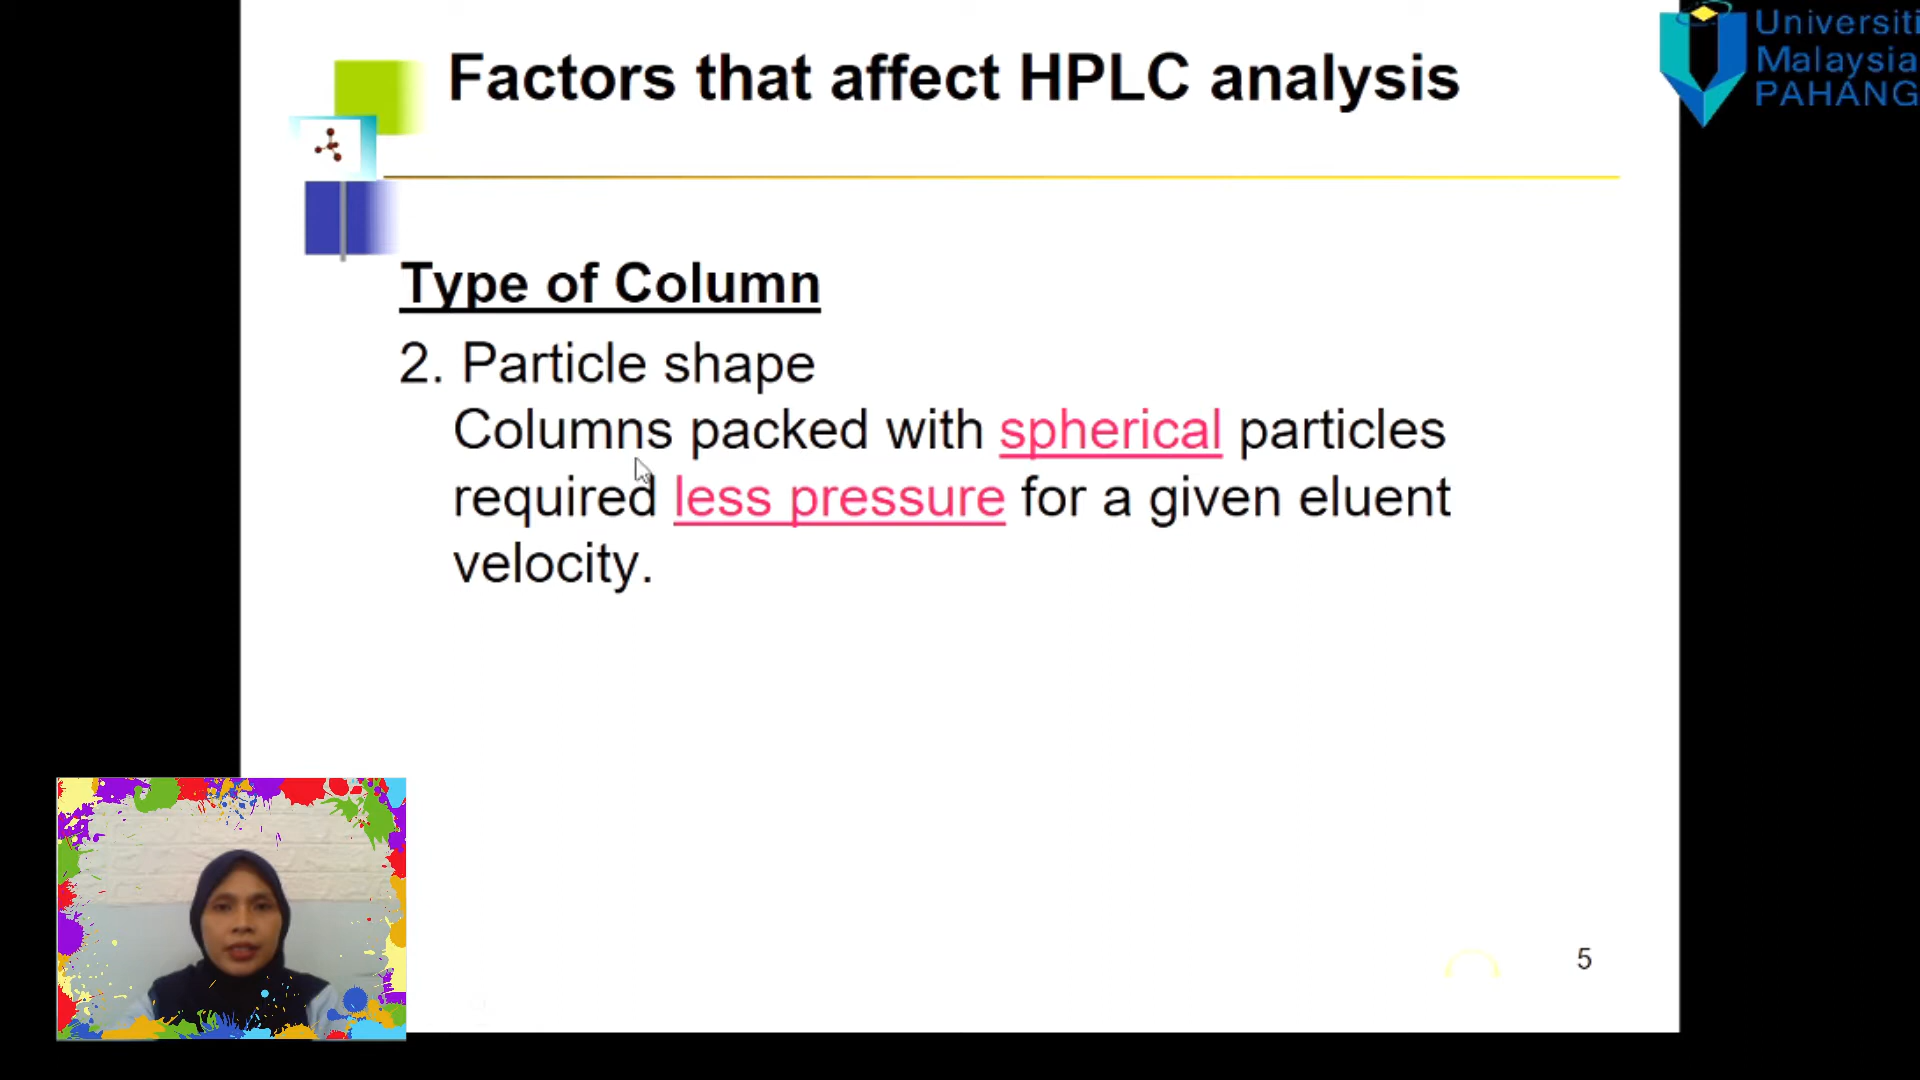 Factors that affect HPLC analysis
Universiti
Malaysia
PAHANG
Type of Column
2. Particle shape
Columns packed with spherical particles
required less pressure for a given eluent
velocity.
5